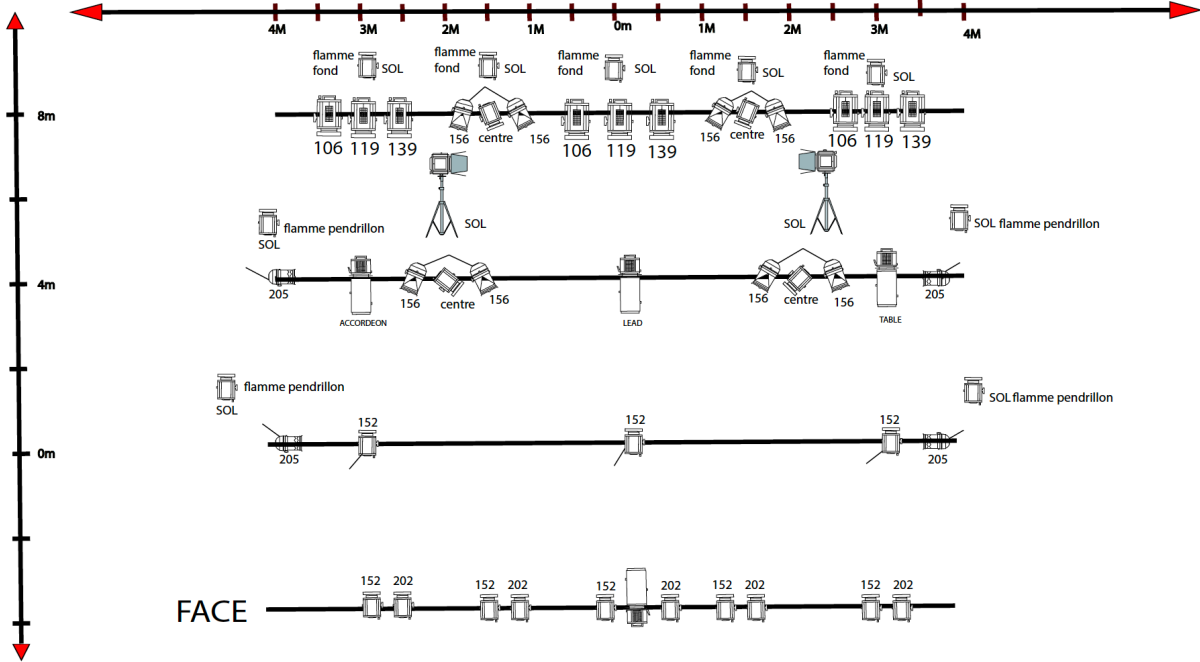 4M 3M 2M 1M 0m 1M 2M 3M 4M
flamme fond SOL
flamme fond SOL
flamme fond SOL
flamme fond SOL
flamme fond SOL
8m
106 119 139 156 centre 156 106 119 139 156 centre 156 106 119 139
SOL SOL
SOL flamme pendrillon
SOL flamme pendrillon
4m
205 156 centre 156 156 centre 156 205
ACCORDEON LEAD TABLE
flamme pendrillon
SOL
SOL flamme pendrillon
152 152 152
0m
205 205
152 202 152 202 152 202 152 202 152 202
FACE